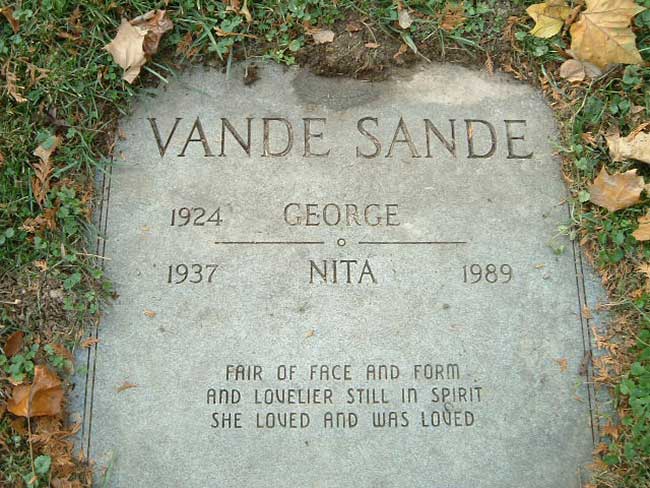 VANDE SANDE
1924 GEORGE
1937 NITA 1989
FAIR OF FACE AND FORM
AND LOVELIER STILL IN SPIRIT
SHE LOVED AND WAS LOVED